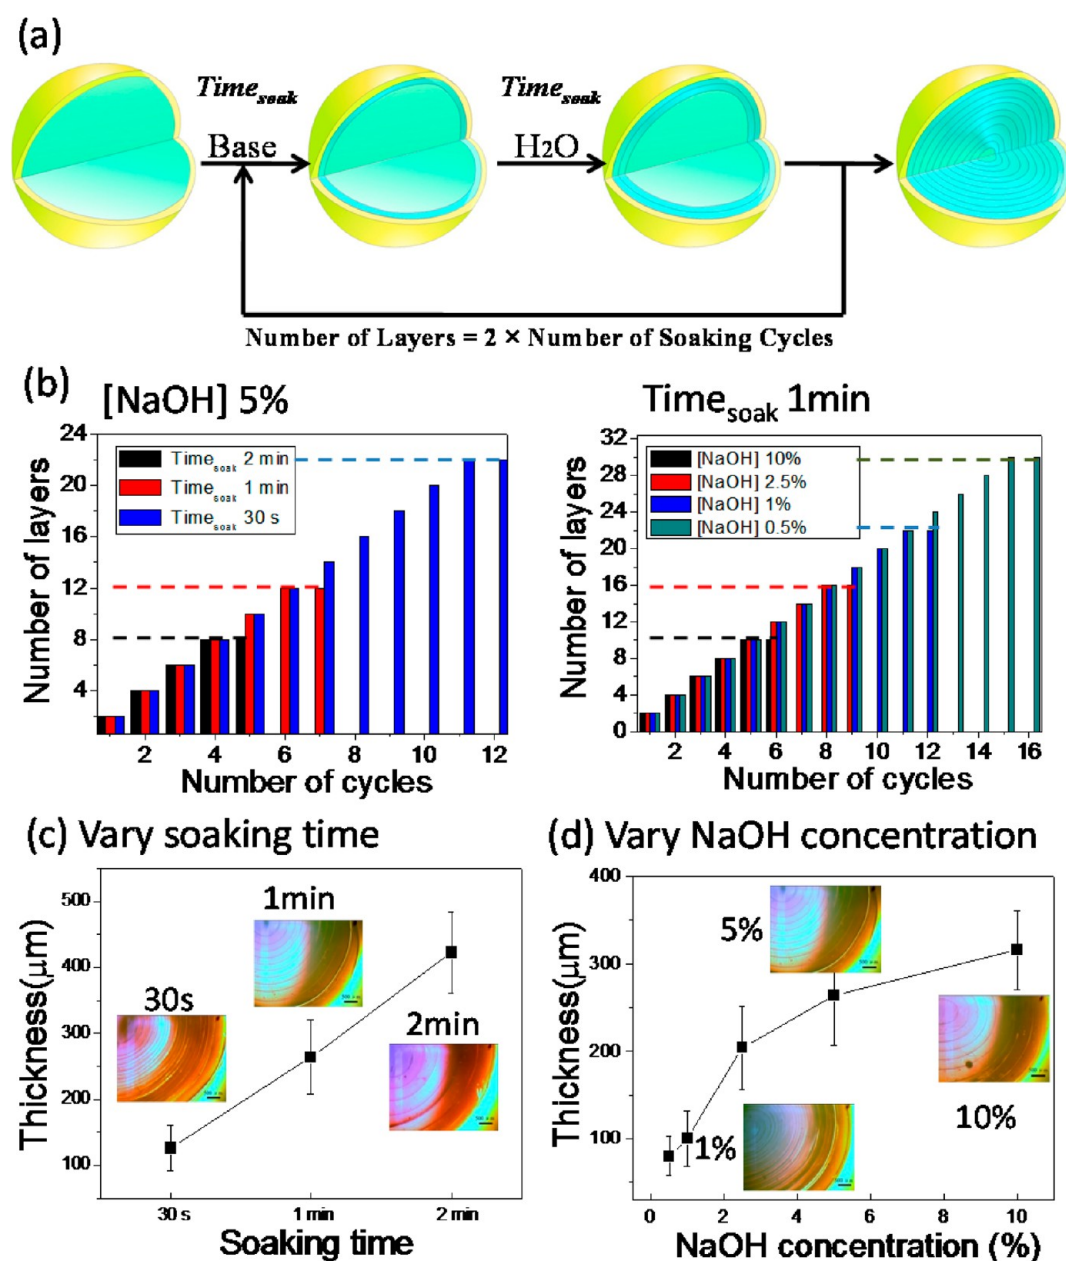 (a)
Time_soak Time_soak
Base H2O
Number of Layers = 2 × Number of Soaking Cycles
(b)
[NaOH] 5%
Number of layers
24
20
16
12
8
4
Time_soak 2 min
Time_soak 1 min
Time_soak 30 s
2 4 6 8 10 12
Number of cycles
Time_soak 1min
Number of layers
32
28
24
20
16
12
8
4
0
[NaOH] 10%
[NaOH] 2.5%
[NaOH] 1%
[NaOH] 0.5%
2 4 6 8 10 12 14 16
Number of cycles
(c) Vary soaking time
Thickness(μm)
500
400
300
200
100
1min
30s
2min
30 s 1 min 2 min
Soaking time
(d) Vary NaOH concentration
Thickness(μm)
400
300
200
100
5%
1%
10%
0 2 4 6 8 10
NaOH concentration (%)